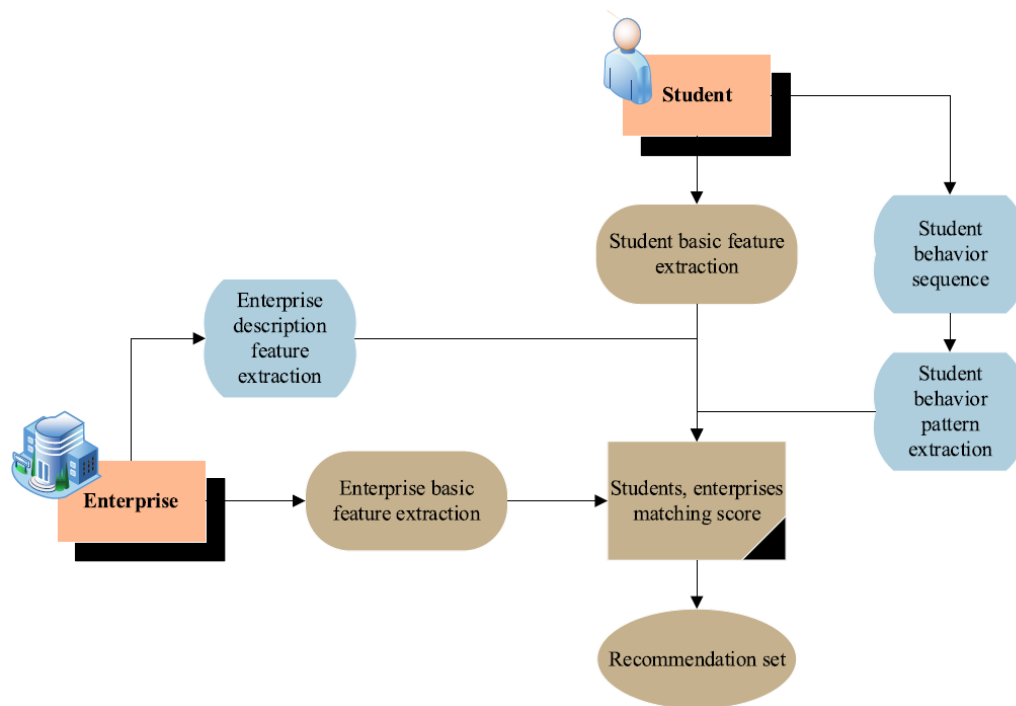 Student
Student basic feature
extraction
Student
behavior
sequence
Enterprise
description
feature
extraction
Student
behavior
pattern
extraction
Enterprise
Enterprise basic
feature extraction
Students, enterprises
matching score
Recommendation set